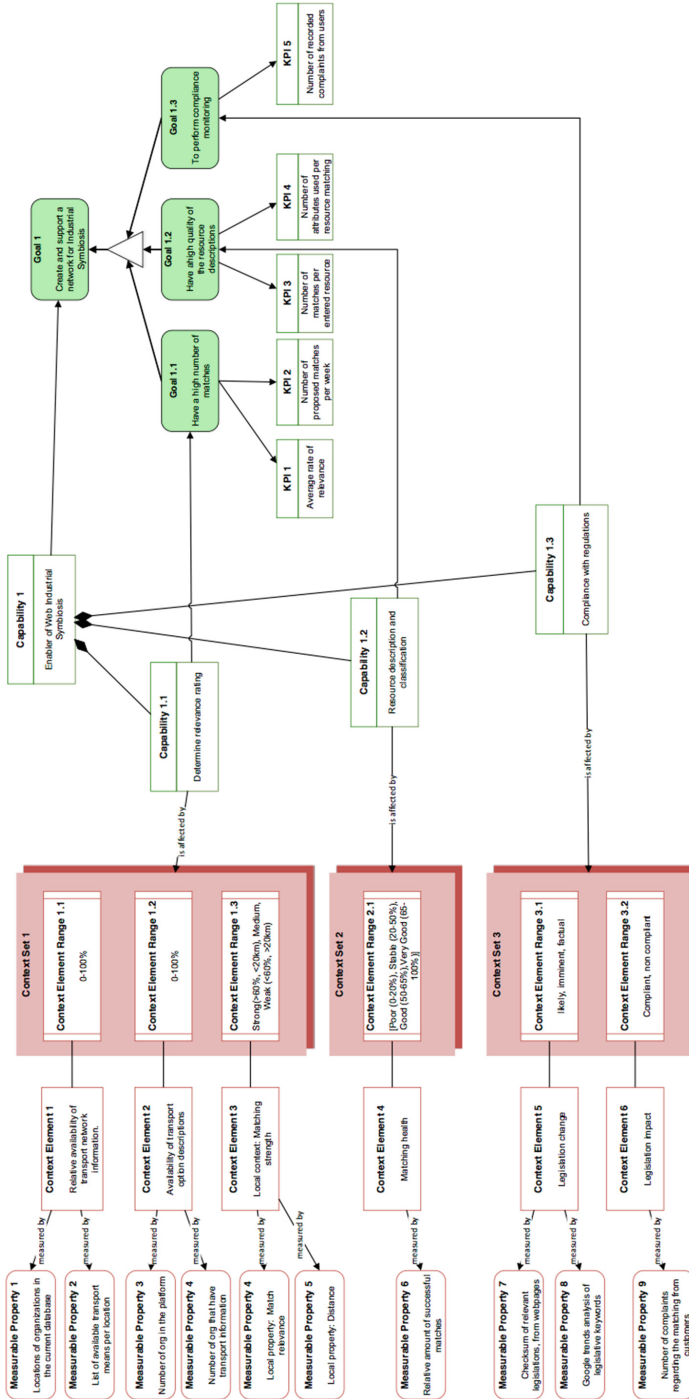 Goal 1
Create and support a
network for Industrial
Symbiosis
Goal 1.1
Have a high number of
matches
Goal 1.2
Have ahigh quality of
the resource
descriptions
Goal 1.3
To perform compliance
monitoring
KPI 1
Average rate of
relevance
KPI 2
Number of
proposed matches
per week
KPI 3
Number of
matches per
entered resource
KPI 4
Number of
attributes used per
resource matching
KPI 5
Number of recorded
complaints from users
Capability 1
Enabler of Web Industrial
Symbiosis
Capability 1.1
Determine relevance rating
Capability 1.2
Resource description and
classification
Capability 1.3
Compliance with regulations
is affected by
is affected by
is affected by
Context Set 1
Context Element Range 1.1
0-100%
Context Element Range 1.2
0-100%
Context Element Range 1.3
Strong(>60%, <20km), Medium,
Weak (<60%, >20km)
Context Set 2
Context Element Range 2.1
[Poor (0-20%), Stable (20-50%),
Good (50-65%),Very Good (65-
100%)]
Context Set 3
Context Element Range 3.1
likely, imminent, factual
Context Element Range 3.2
Compliant, non compliant
Context Element 1
Relative availability of
transport network
information.
Context Element 2
Availability of transport
option descriptions
Context Element 3
Local context: Matching
strength
Context Element 4
Matching health
Context Element 5
Legislation change
Context Element 6
Legislation impact
measured by
measured by
measured by
measured by
measured by
measured by
measured by
measured by
measured by
measured by
Measurable Property 1
Locations of organizations in
the current database
Measurable Property 2
List of available transport
means per location
Measurable Property 3
Number of org in the platform
Measurable Property 4
Number of org that have
transport information
Measurable Property 4
Local property: Match
relevance
Measurable Property 5
Local property: Distance
Measurable Property 6
Relative amount of successful
matches
Measurable Property 7
Checksum of relevant
legislations, from webpages
Measurable Property 8
Google trends analysis of
legislative keywords
Measurable Property 9
Number of complaints
regarding the matching from
customers